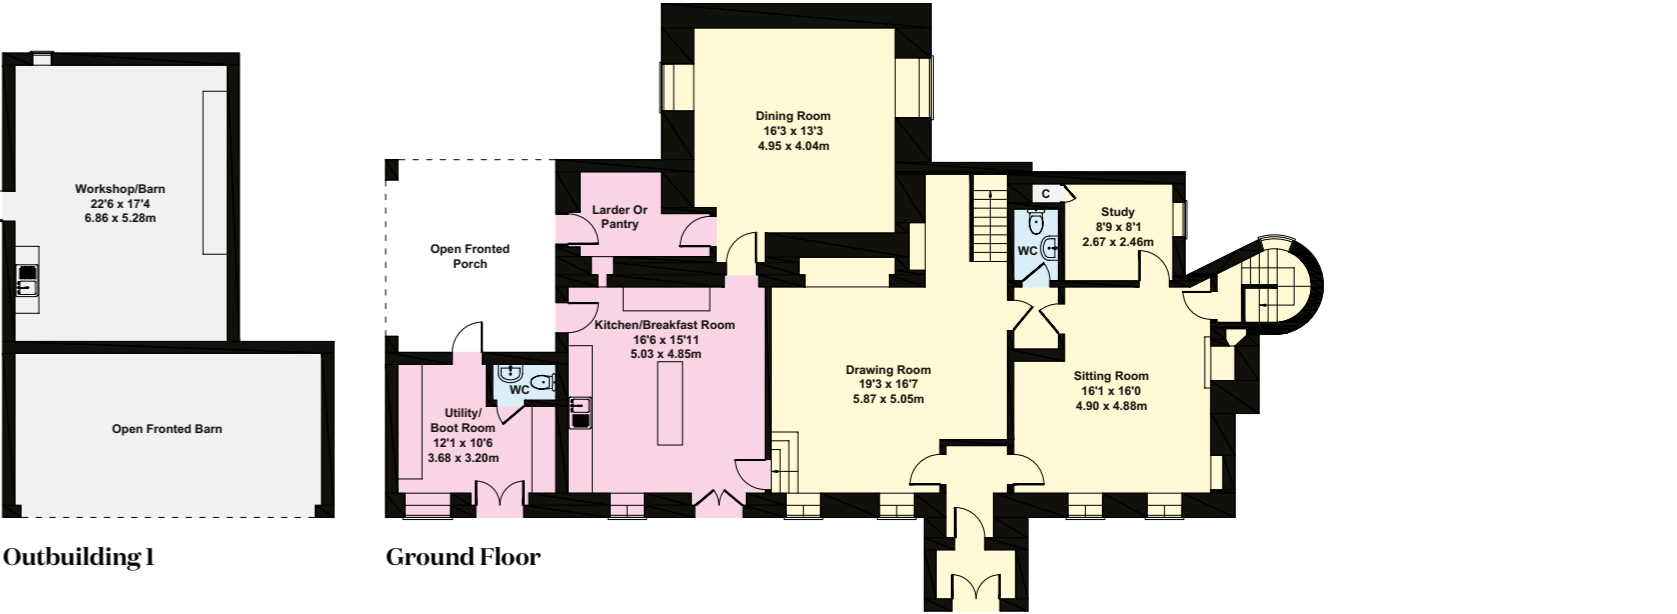 Workshop/Barn
22'6 x 17'4
6.86 x 5.28m
Open Fronted Barn
Outbuilding 1
Dining Room
16'3 x 13'3
4.95 x 4.04m
Larder Or
Pantry
Open Fronted
Porch
C
Study
8'9 x 8'1
2.67 x 2.46m
WC
Kitchen/Breakfast Room
16'6 x 15'11
5.03 x 4.85m
Drawing Room
19'3 x 16'7
5.87 x 5.05m
Sitting Room
16'1 x 16'0
4.90 x 4.88m
WC
Utility/
Boot Room
12'1 x 10'6
3.68 x 3.20m
Ground Floor